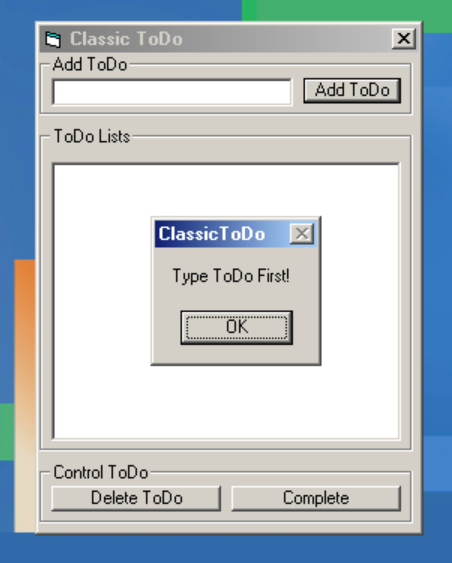 Classic ToDo
Add ToDo
Add ToDo
ToDo Lists
ClassicToDo
Type ToDo First!
OK
Control ToDo
Delete ToDo
Complete